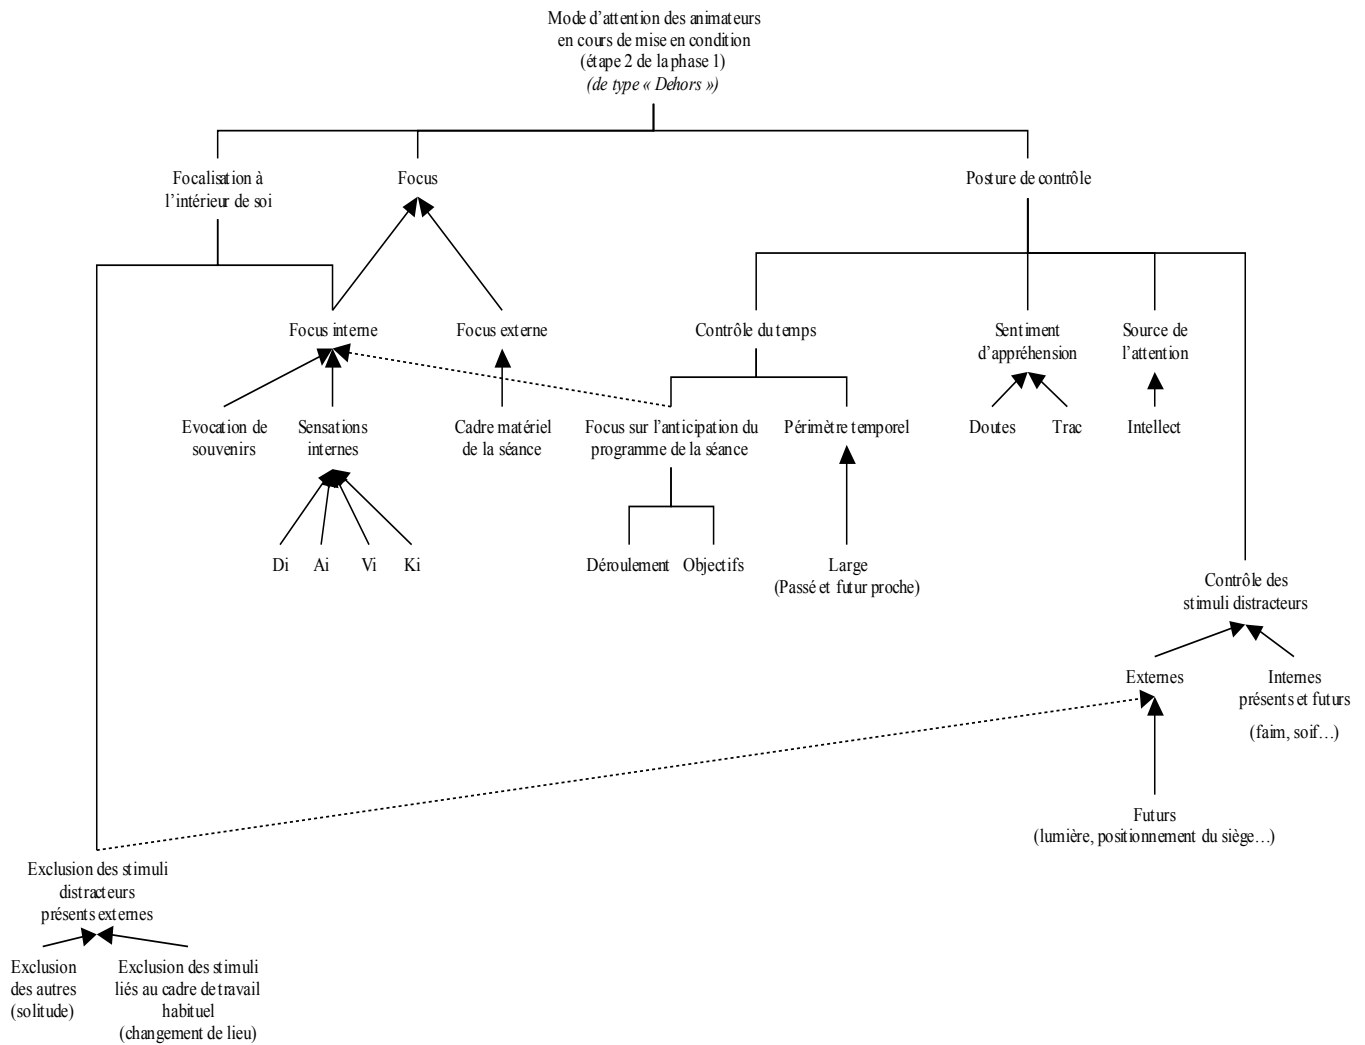 Mode d’attention des animateurs
en cours de mise en condition
(étape 2 de la phase 1)
(de type « Dehors »)
Focalisation à
l’intérieur de soi
Focus
Posture de contrôle
Focus interne
Focus externe
Contrôle du temps
Sentiment
d’appréhension
Source de
l’attention
Evocation de
souvenirs
Sensations
internes
Cadre matériel
de la séance
Focus sur l’anticipation du
programme de la séance
Périmètre temporel
Doutes
Trac
Intellect
Di
Ai
Vi
Ki
Déroulement
Objectifs
Large
(Passé et futur proche)
Contrôle des
stimuli distracteurs
Externes
Internes
présents et futurs
(faim, soif…)
Futurs
(lumière, positionnement du siège…)
Exclusion des stimuli
distracteurs
présents externes
Exclusion
des autres
(solitude)
Exclusion des stimuli
liés au cadre de travail
habituel
(changement de lieu)